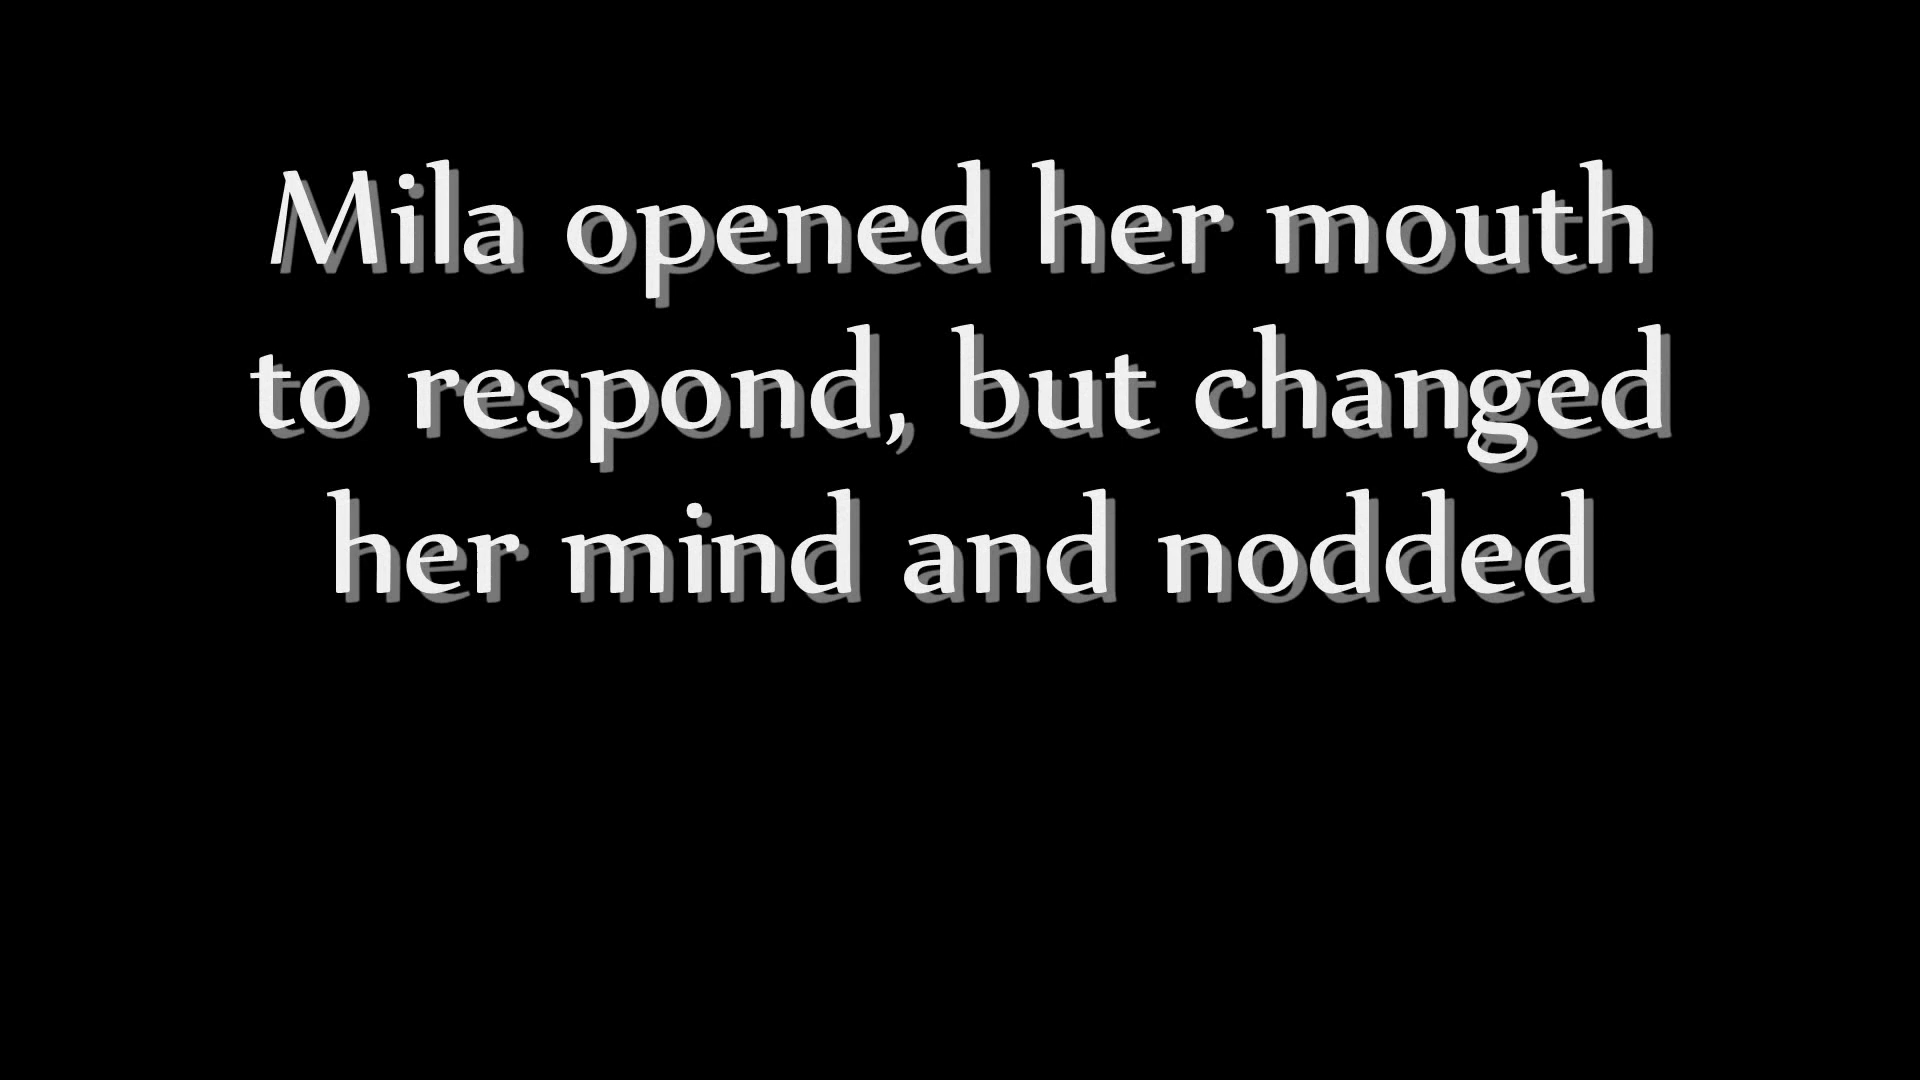 Mila opened her mouth
to respond, but changed
her mind and nodded